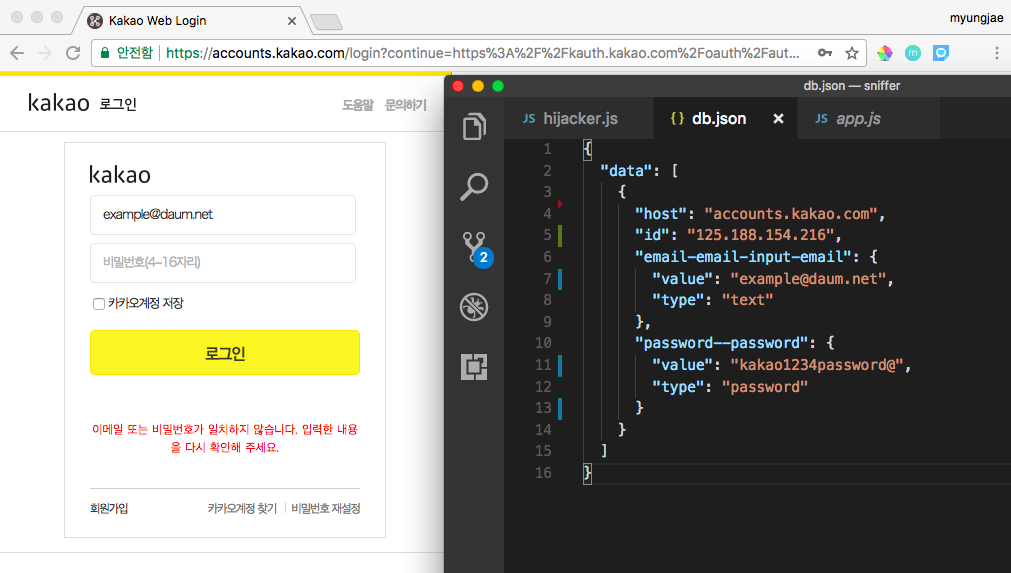 Kakao Web Login
myungjae
안전함 https://accounts.kakao.com/login?continue=https%3A%2F%2Fkauth.kakao.com%2Foauth%2Faut...
m
kakao 로그인
도움말 문의하기
kakao
example@daum.net
비밀번호(4~16자리)
카카오계정 저장
로그인
이메일 또는 비밀번호가 일치하지 않습니다. 입력한 내용
을 다시 확인해 주세요.
회원가입
카카오계정 찾기 | 비밀번호 재설정
db.json — sniffer
JS hijacker.js
{ } db.json ×
JS app.js
2
1 {
2 "data": [
3 {
4 "host": "accounts.kakao.com",
5 "id": "125.188.154.216",
6 "email-email-input-email": {
7 "value": "example@daum.net",
8 "type": "text"
9 },
10 "password--password": {
11 "value": "kakao1234password@",
12 "type": "password"
13 }
14 }
15 ]
16 }